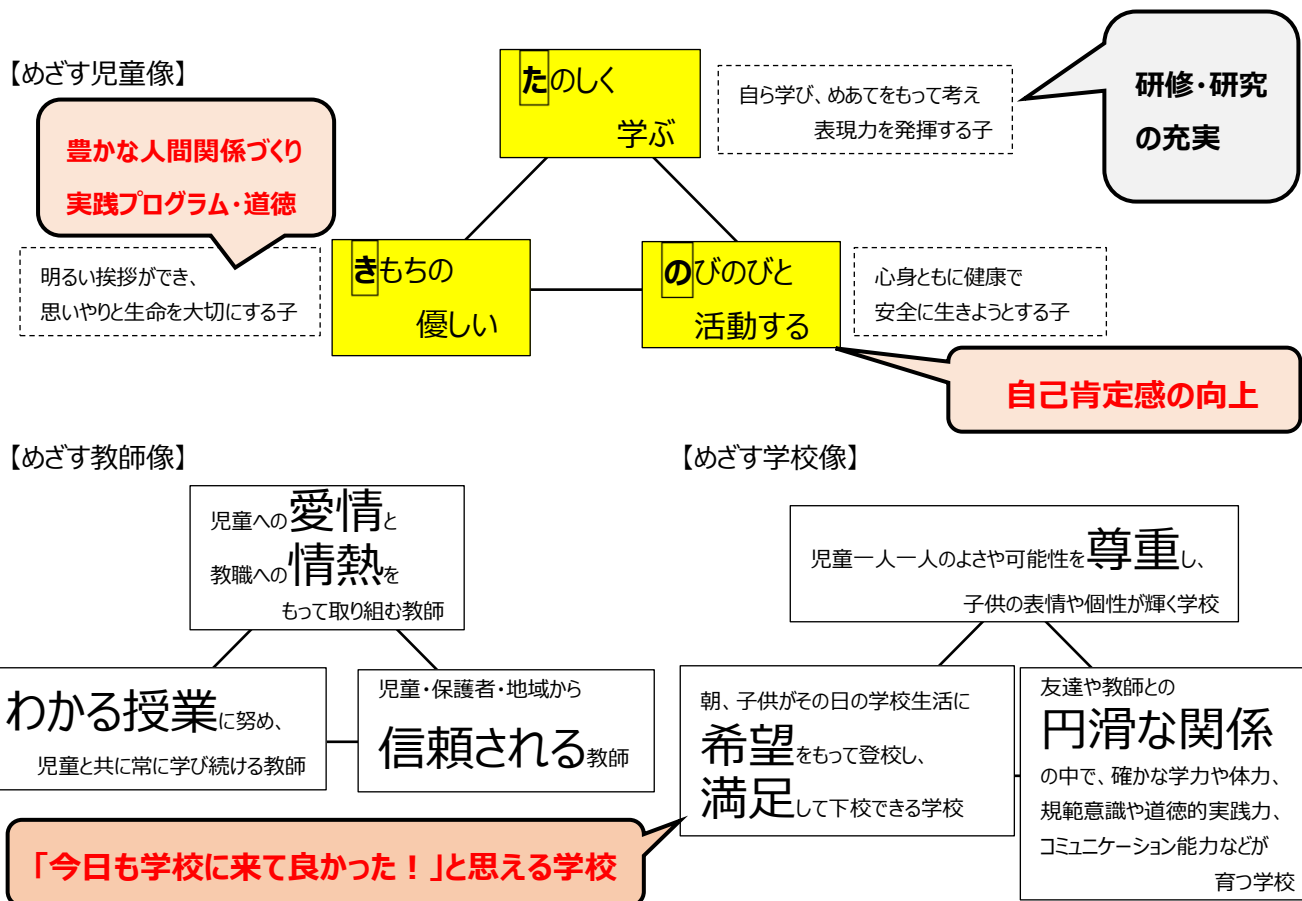 【めざす児童像】
たのしく
学ぶ
自ら学び、めあてをもって考え
表現力を発揮する子
研修・研究
の充実
豊かな人間関係づくり
実践プログラム・道徳
明るい挨拶ができ、
思いやりと生命を大切にする子
きもちの
優しい
のびのびと
活動する
心身ともに健康で
安全に生きようとする子
自己肯定感の向上
【めざす教師像】
児童への愛情と
教職への情熱を
もって取り組む教師
わかる授業に努め、
児童と共に常に学び続ける教師
児童・保護者・地域から
信頼される教師
【めざす学校像】
児童一人一人のよさや可能性を尊重し、
子供の表情や個性が輝く学校
朝、子供がその日の学校生活に
希望をもって登校し、
満足して下校できる学校
友達や教師との
円滑な関係
の中で、確かな学力や体力、
規範意識や道徳的実践力、
コミュニケーション能力などが
育つ学校
「今日も学校に来て良かった！」と思える学校